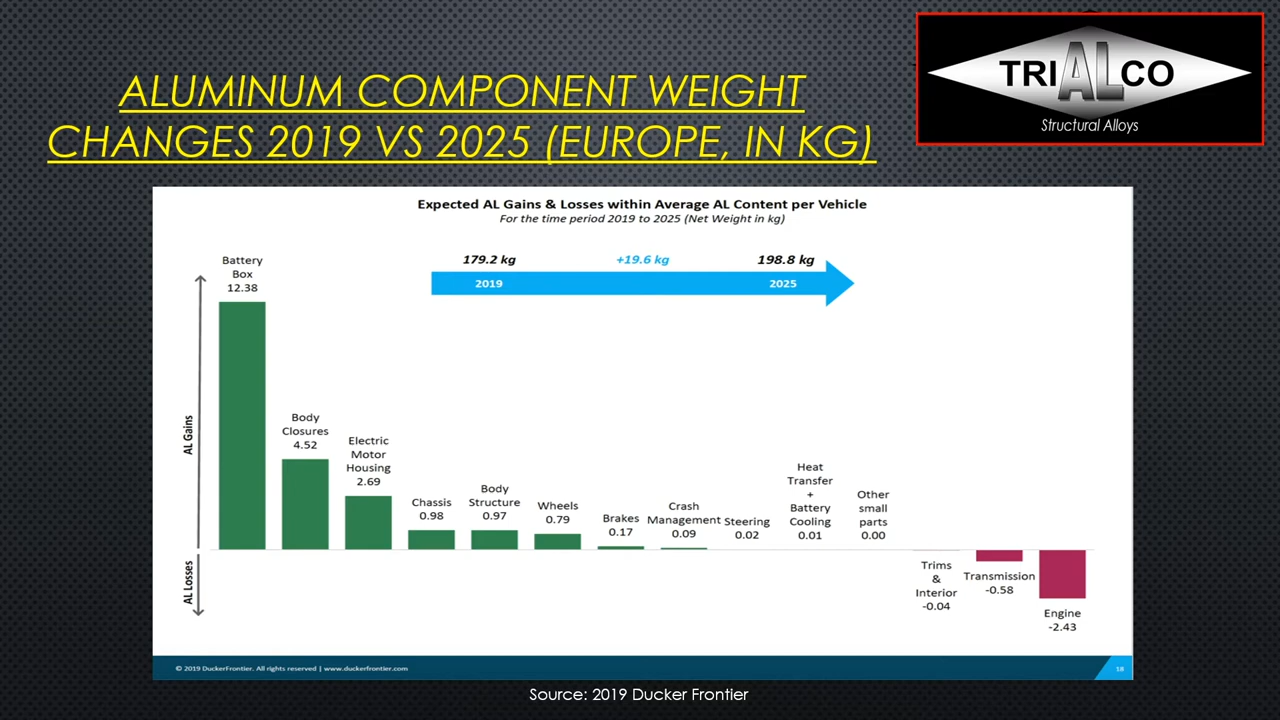 TRIALCO
Structural Alloys
ALUMINUM COMPONENT WEIGHT
CHANGES 2019 VS 2025 (EUROPE, IN KG)
Expected AL Gains & Losses within Average AL Content per Vehicle
For the time period 2019 to 2025 (Net Weight in kg)
179.2 kg
+19.6 kg
198.8 kg
2019
2025
AL Gains
AL Losses
Battery
Box
12.38
Body
Closures
4.52
Electric
Motor
Housing
2.69
Chassis
0.98
Body
Structure
0.97
Wheels
0.79
Brakes
0.17
Crash
Management
0.09
Steering
0.02
Heat
Transfer
+
Battery
Cooling
0.01
Other
small
parts
0.00
Trims
&
Interior
-0.04
Transmission
-0.58
Engine
-2.43
© 2019 DuckerFrontier. All rights reserved | www.duckerfrontier.com
18
Source: 2019 Ducker Frontier